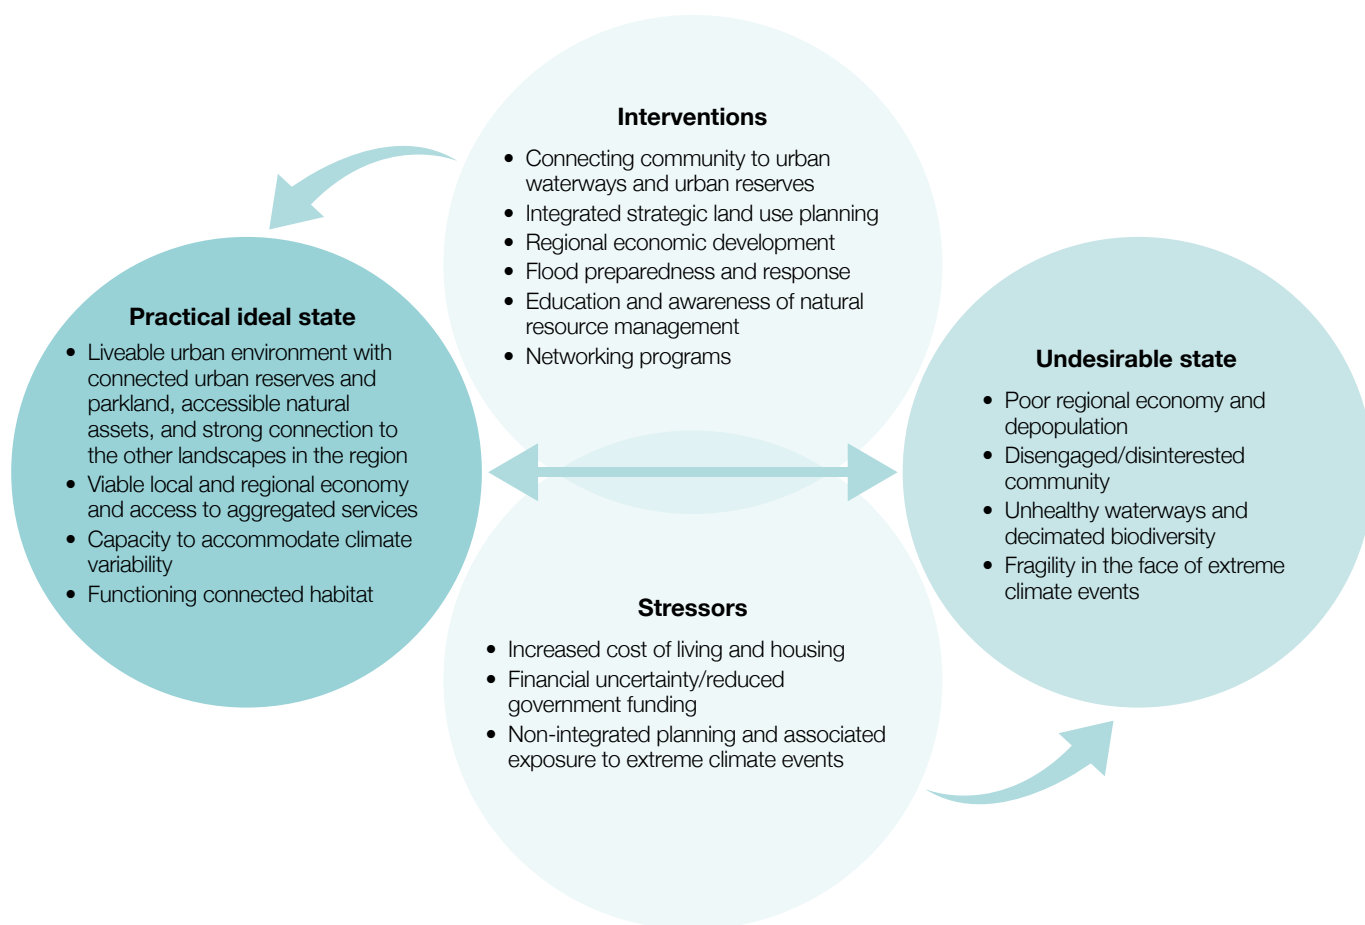 Interventions
• Connecting community to urban
waterways and urban reserves
• Integrated strategic land use planning
• Regional economic development
• Flood preparedness and response
• Education and awareness of natural
resource management
• Networking programs
Practical ideal state
• Liveable urban environment with
connected urban reserves and
parkland, accessible natural
assets, and strong connection to
the other landscapes in the region
• Viable local and regional economy
and access to aggregated services
• Capacity to accommodate climate
variability
• Functioning connected habitat
Undesirable state
• Poor regional economy and
depopulation
• Disengaged/disinterested
community
• Unhealthy waterways and
decimated biodiversity
• Fragility in the face of extreme
climate events
Stressors
• Increased cost of living and housing
• Financial uncertainty/reduced
government funding
• Non-integrated planning and associated
exposure to extreme climate events